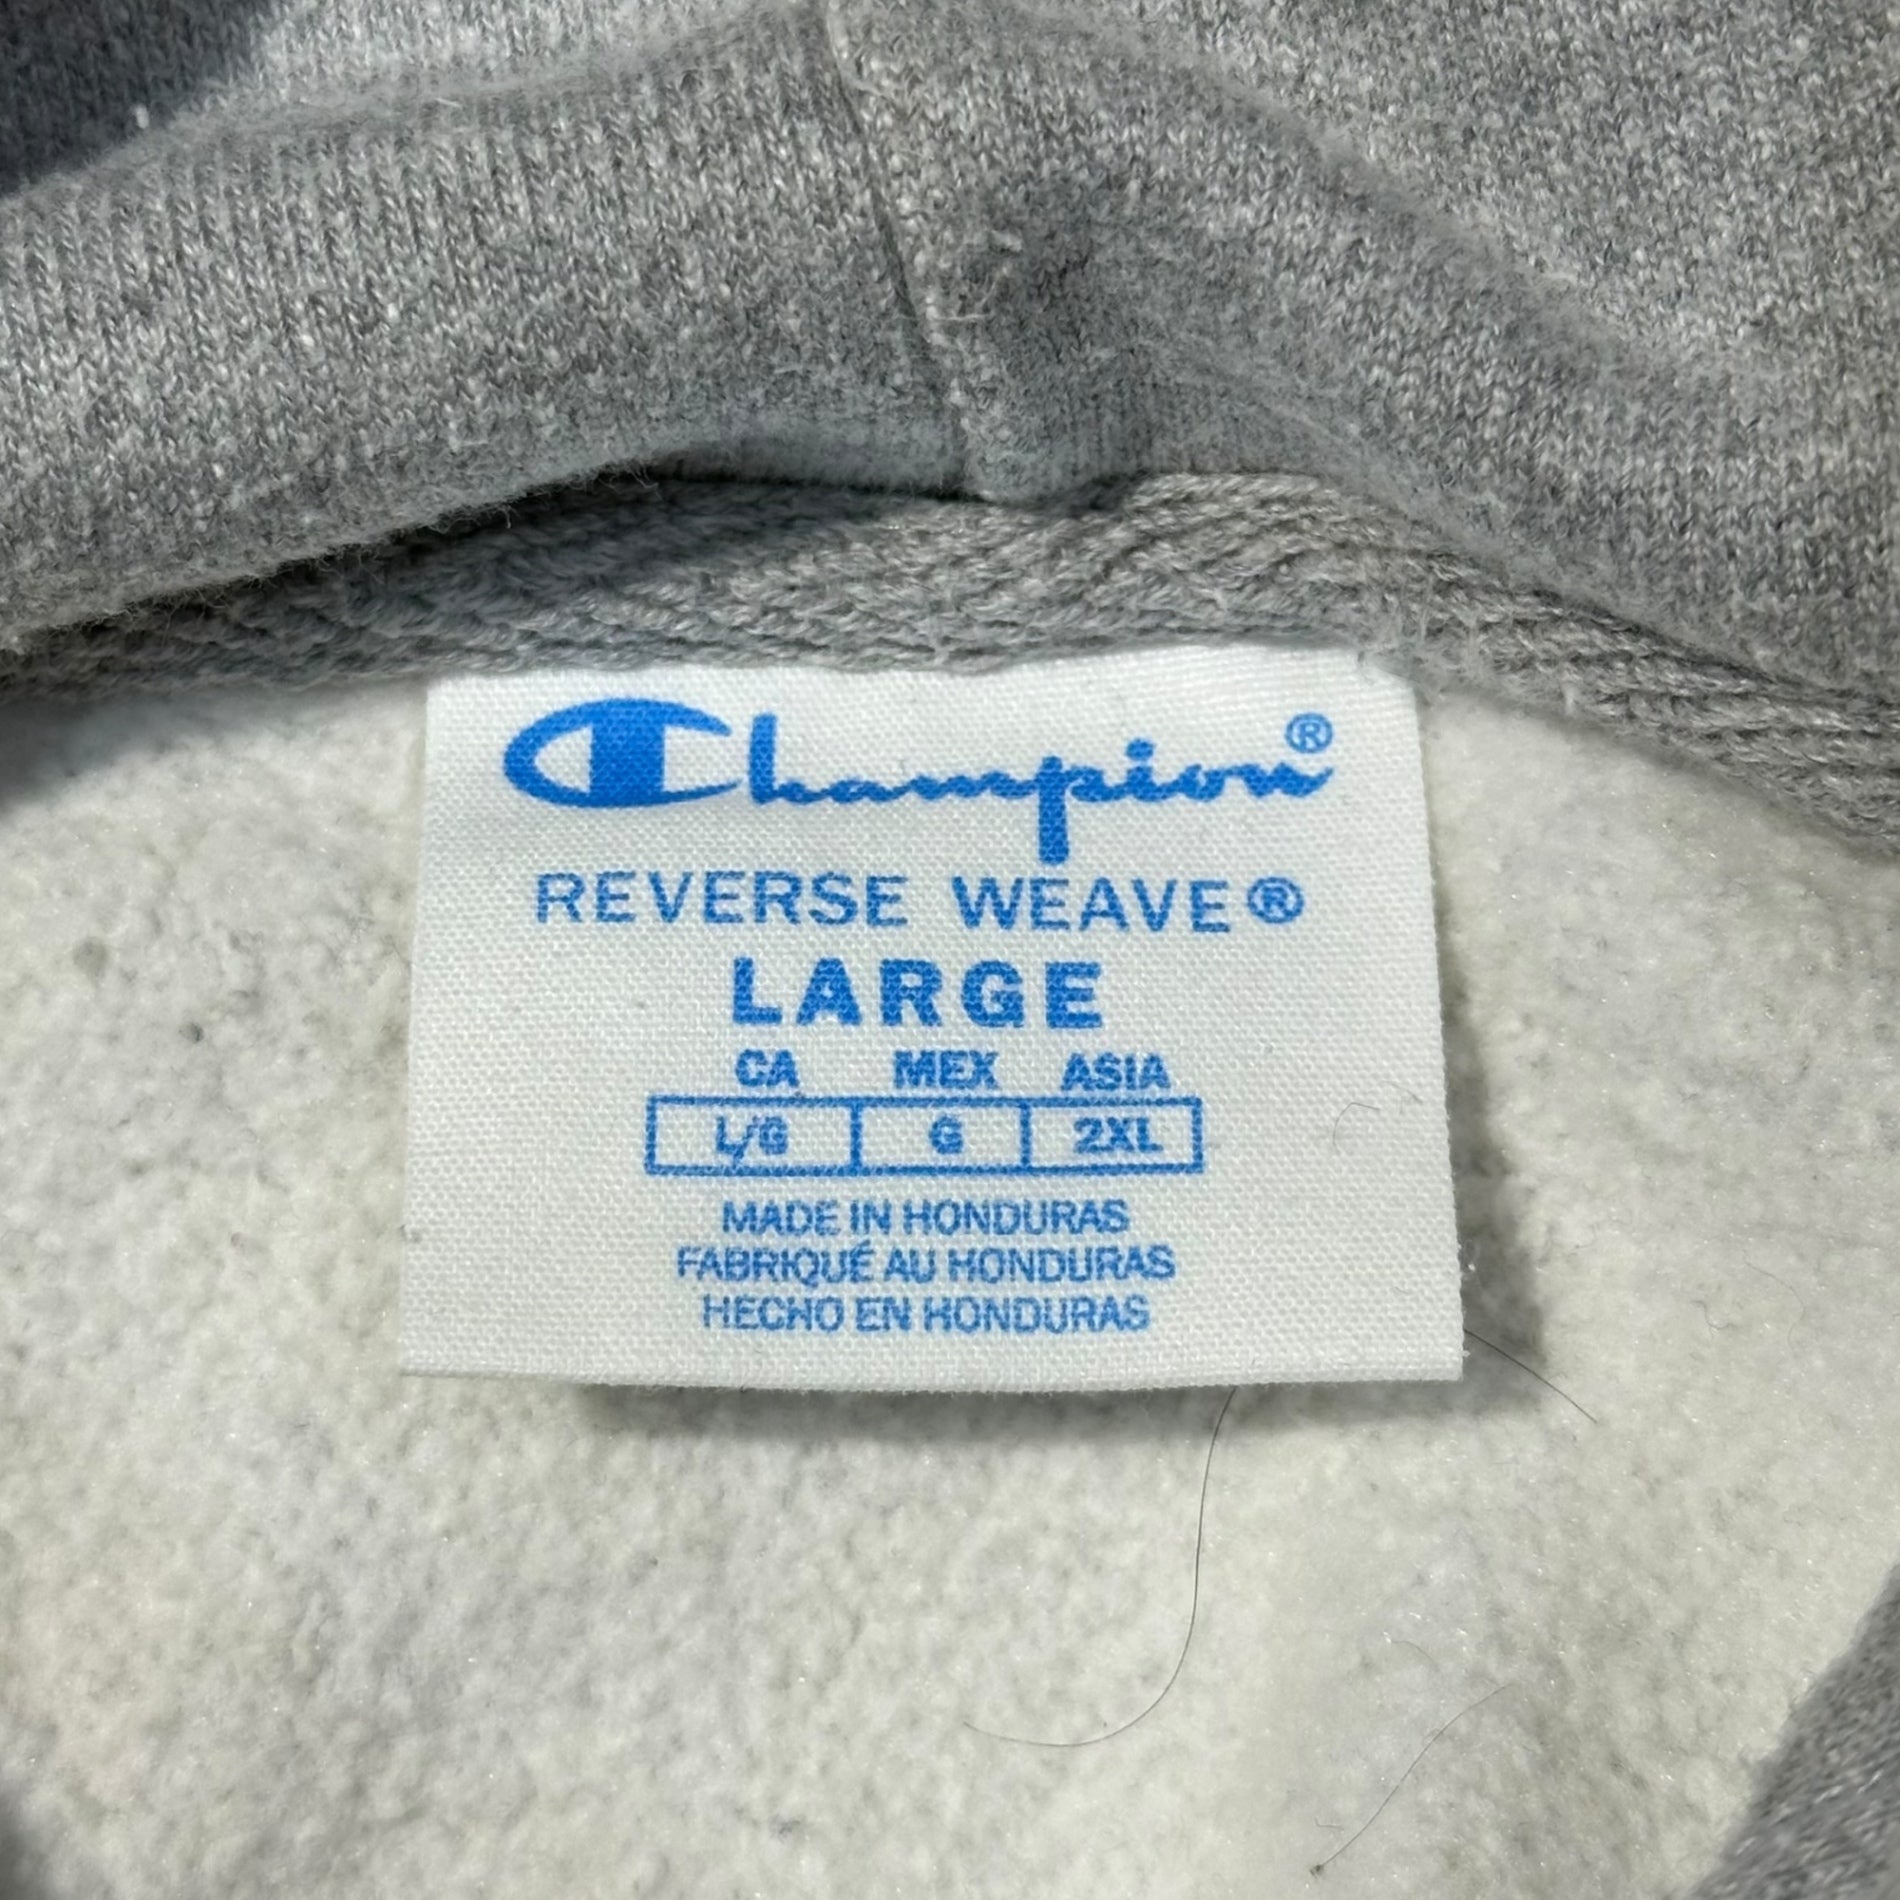 Champion®
REVERSE WEAVE®
LARGE
CA MEX ASIA
L/G G 2XL
MADE IN HONDURAS
FABRIQUÉ AU HONDURAS
HECHO EN HONDURAS